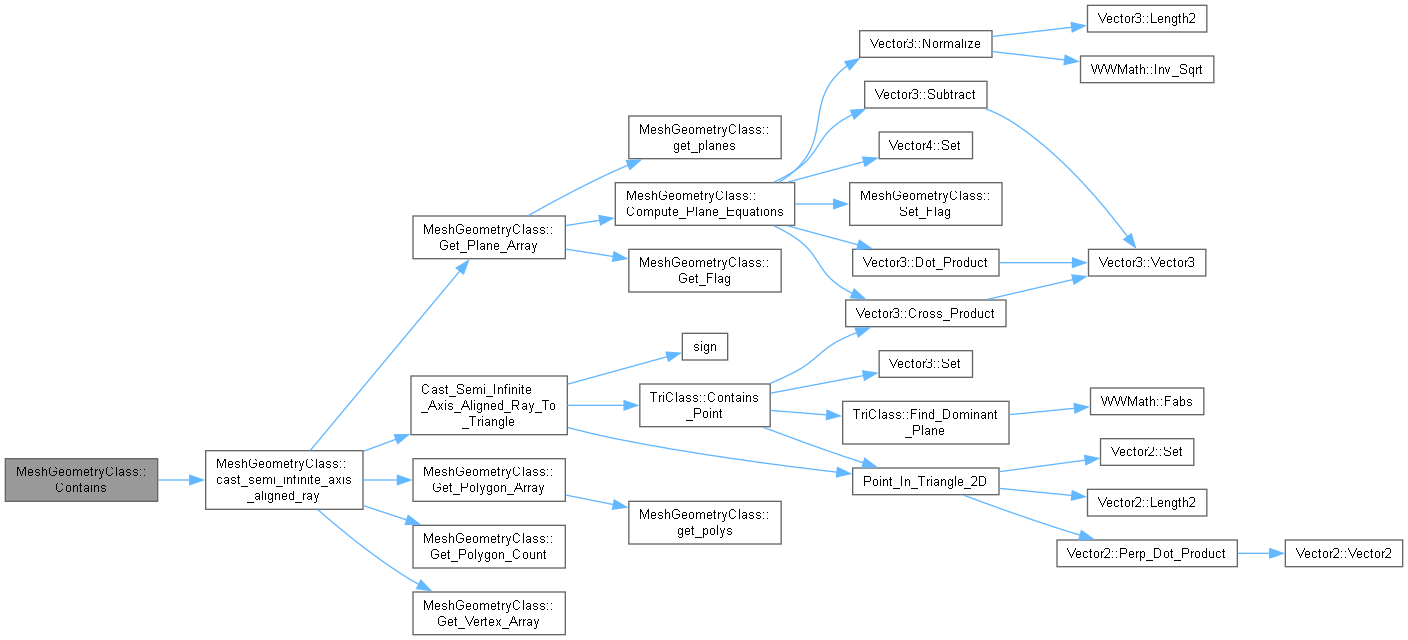 MeshGeometryClass::
Contains
MeshGeometryClass::
cast_semi_infinite_axis
_aligned_ray
MeshGeometryClass::
Get_Plane_Array
MeshGeometryClass::
get_planes
MeshGeometryClass::
Compute_Plane_Equations
Vector3::Normalize
Vector3::Length2
WWMath::Inv_Sqrt
Vector3::Subtract
Vector3::Vector3
Vector4::Set
MeshGeometryClass::
Set_Flag
Vector3::Dot_Product
Vector3::Cross_Product
MeshGeometryClass::
Get_Flag
Cast_Semi_Infinite
_Axis_Aligned_Ray_To
_Triangle
sign
TriClass::Contains
_Point
Vector3::Set
TriClass::Find_Dominant
_Plane
WWMath::Fabs
Point_In_Triangle_2D
Vector2::Set
Vector2::Length2
Vector2::Perp_Dot_Product
Vector2::Vector2
MeshGeometryClass::
Get_Polygon_Array
MeshGeometryClass::
get_polys
MeshGeometryClass::
Get_Polygon_Count
MeshGeometryClass::
Get_Vertex_Array